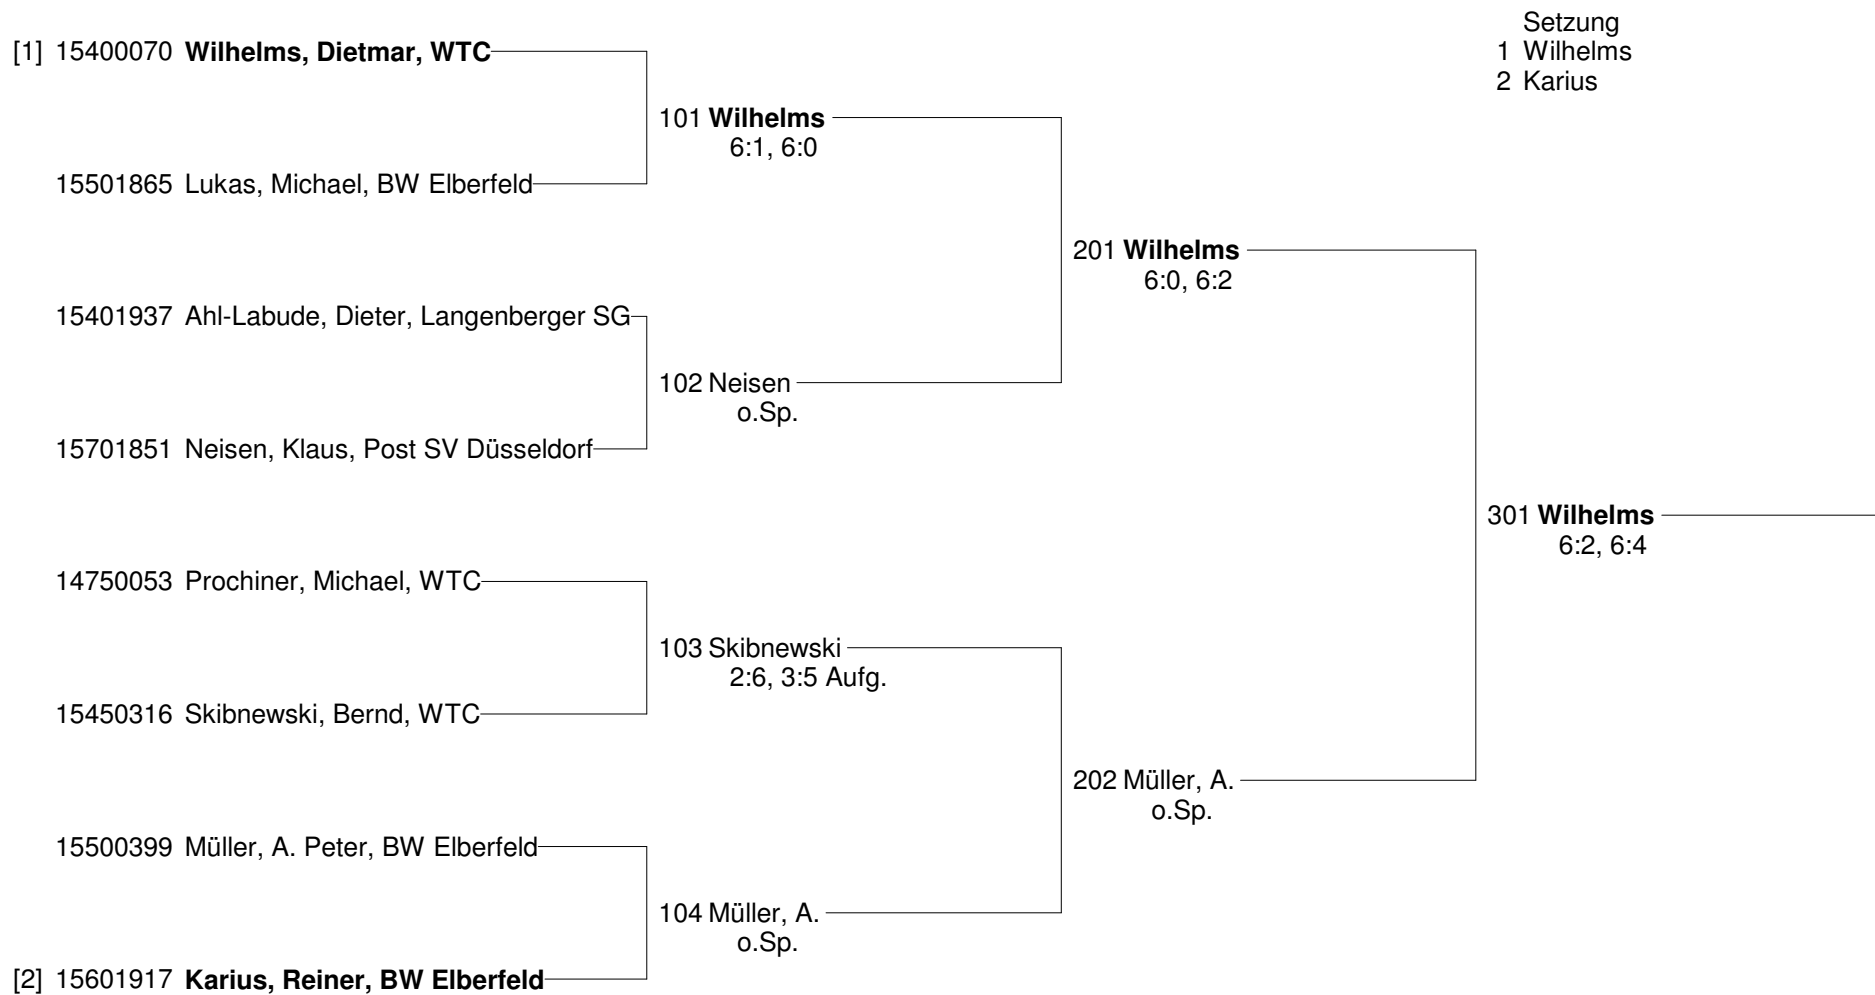 Setzung
1 Wilhelms
2 Karius
[1] 15400070 Wilhelms, Dietmar, WTC
101 Wilhelms
6:1, 6:0
15501865 Lukas, Michael, BW Elberfeld
201 Wilhelms
6:0, 6:2
15401937 Ahl-Labude, Dieter, Langenberger SG
102 Neisen
o.Sp.
15701851 Neisen, Klaus, Post SV Düsseldorf
301 Wilhelms
6:2, 6:4
14750053 Prochiner, Michael, WTC
103 Skibnewski
2:6, 3:5 Aufg.
15450316 Skibnewski, Bernd, WTC
202 Müller, A.
o.Sp.
15500399 Müller, A. Peter, BW Elberfeld
104 Müller, A.
o.Sp.
[2] 15601917 Karius, Reiner, BW Elberfeld